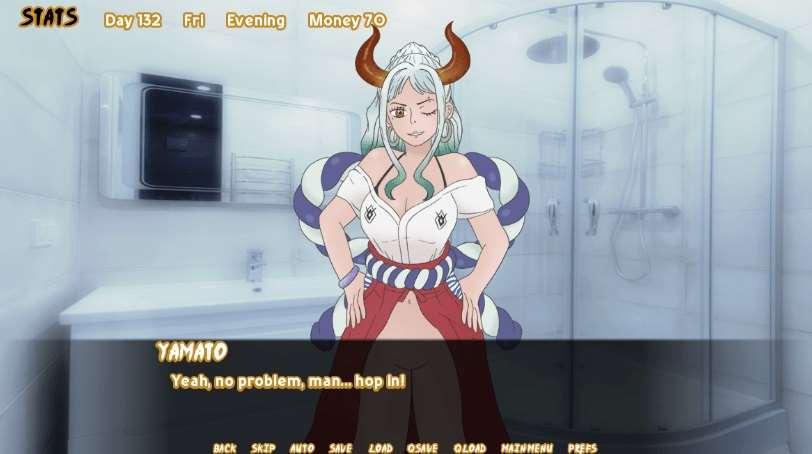 STATS Day 132 Fri Evening Money 70
YAMATO
Yeah, no problem, man... hop in!
BACK SKIP AUTO SAVE LOAD QSAVE QLOAD MAINMENU PREFS